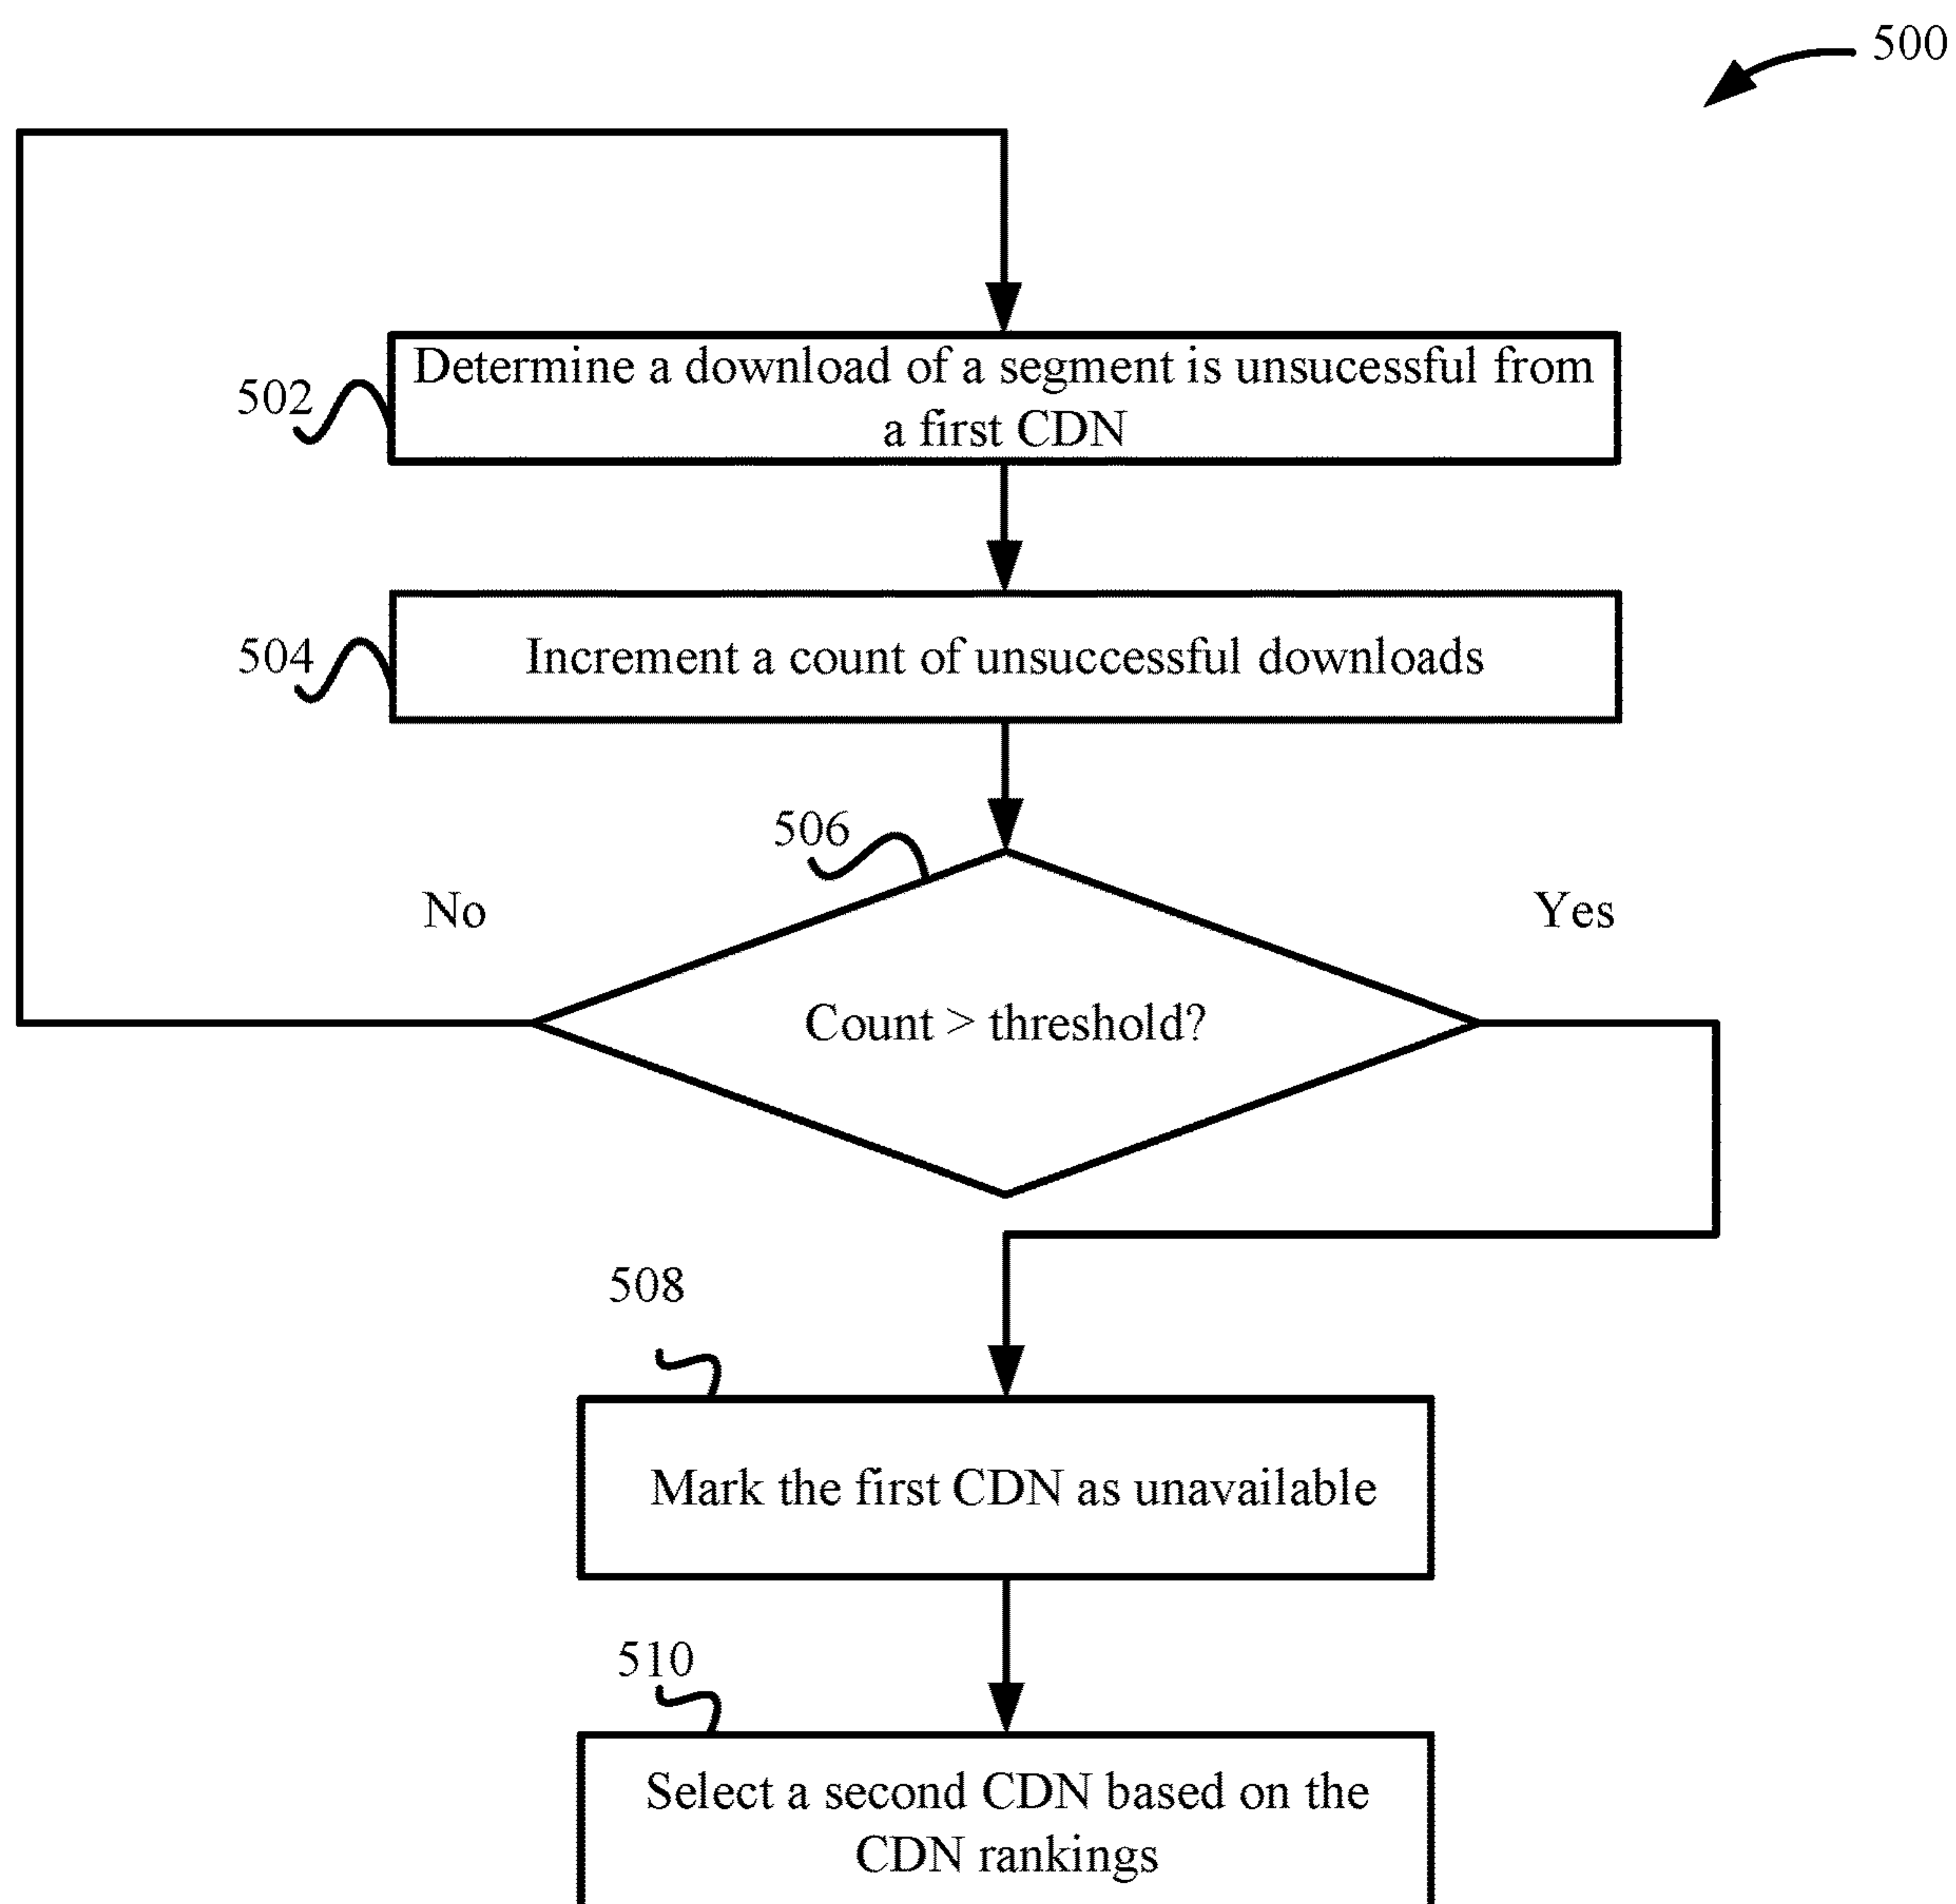 500
502
Determine a download of a segment is unsucessful from
a first CDN
504
Increment a count of unsuccessful downloads
506
No
Yes
Count > threshold?
508
Mark the first CDN as unavailable
510
Select a second CDN based on the
CDN rankings